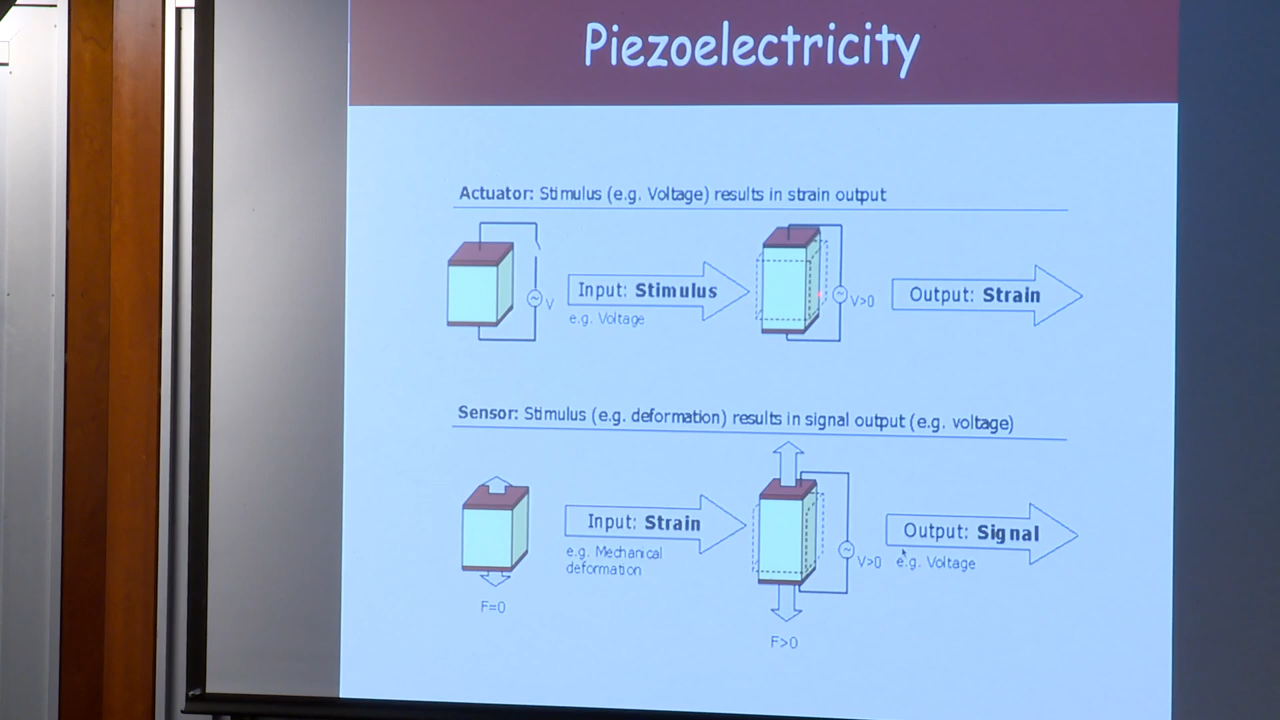 Piezoelectricity
Actuator: Stimulus (e.g. Voltage) results in strain output
V
Input: Stimulus
e.g. Voltage
V>0
Output: Strain
Sensor: Stimulus (e.g. deformation) results in signal output (e.g. voltage)
F=0
Input: Strain
e.g. Mechanical
deformation
V>0
F>0
Output: Signal
e.g. Voltage